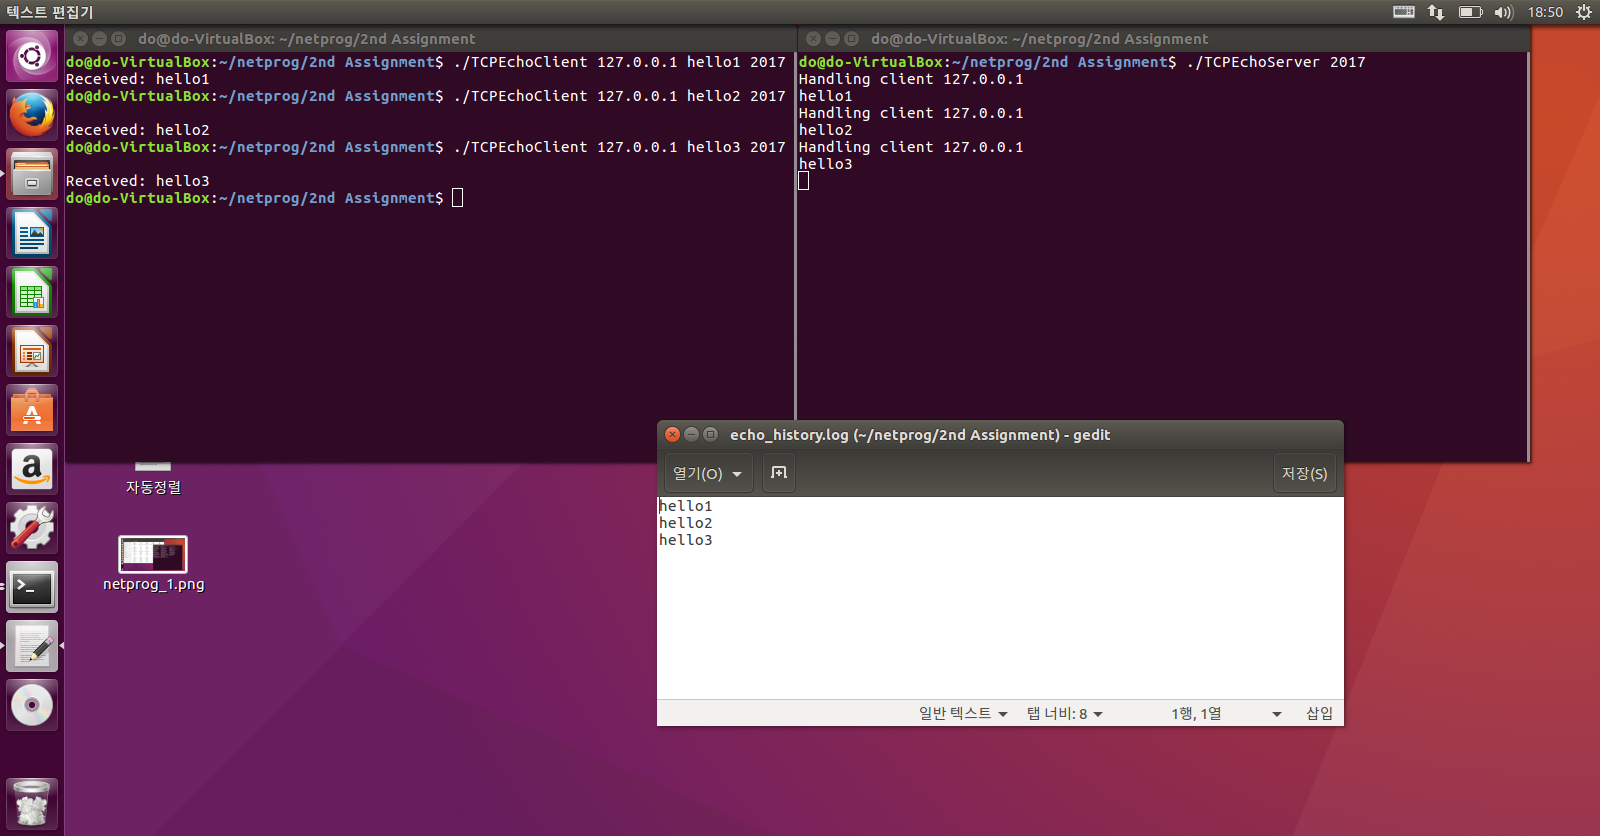 텍스트 편집기
18:50
do@do-VirtualBox: ~/netprog/2nd Assignment
do@do-VirtualBox:~/netprog/2nd Assignment$ ./TCPEchoClient 127.0.0.1 hello1 2017
Received: hello1
do@do-VirtualBox:~/netprog/2nd Assignment$ ./TCPEchoClient 127.0.0.1 hello2 2017
Received: hello2
do@do-VirtualBox:~/netprog/2nd Assignment$ ./TCPEchoClient 127.0.0.1 hello3 2017
Received: hello3
do@do-VirtualBox:~/netprog/2nd Assignment$
do@do-VirtualBox: ~/netprog/2nd Assignment
do@do-VirtualBox:~/netprog/2nd Assignment$ ./TCPEchoServer 2017
Handling client 127.0.0.1
hello1
Handling client 127.0.0.1
hello2
Handling client 127.0.0.1
hello3
자동정렬
netprog_1.png
echo_history.log (~/netprog/2nd Assignment) - gedit
열기(O)
저장(S)
hello1
hello2
hello3
일반 텍스트
탭 너비: 8
1행, 1열
삽입